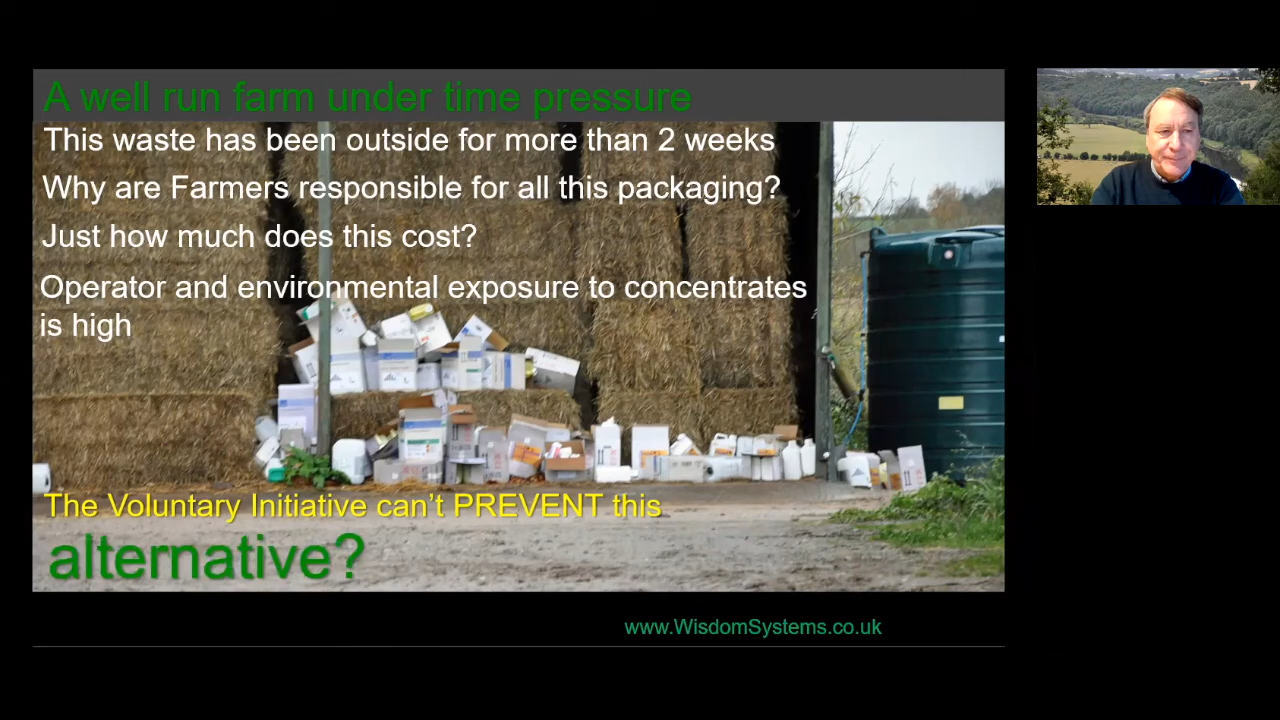 A well run farm under time pressure
This waste has been outside for more than 2 weeks
Why are Farmers responsible for all this packaging?
Just how much does this cost?
Operator and environmental exposure to concentrates
is high
The Voluntary Initiative can't PREVENT this
alternative?
www.WisdomSystems.co.uk